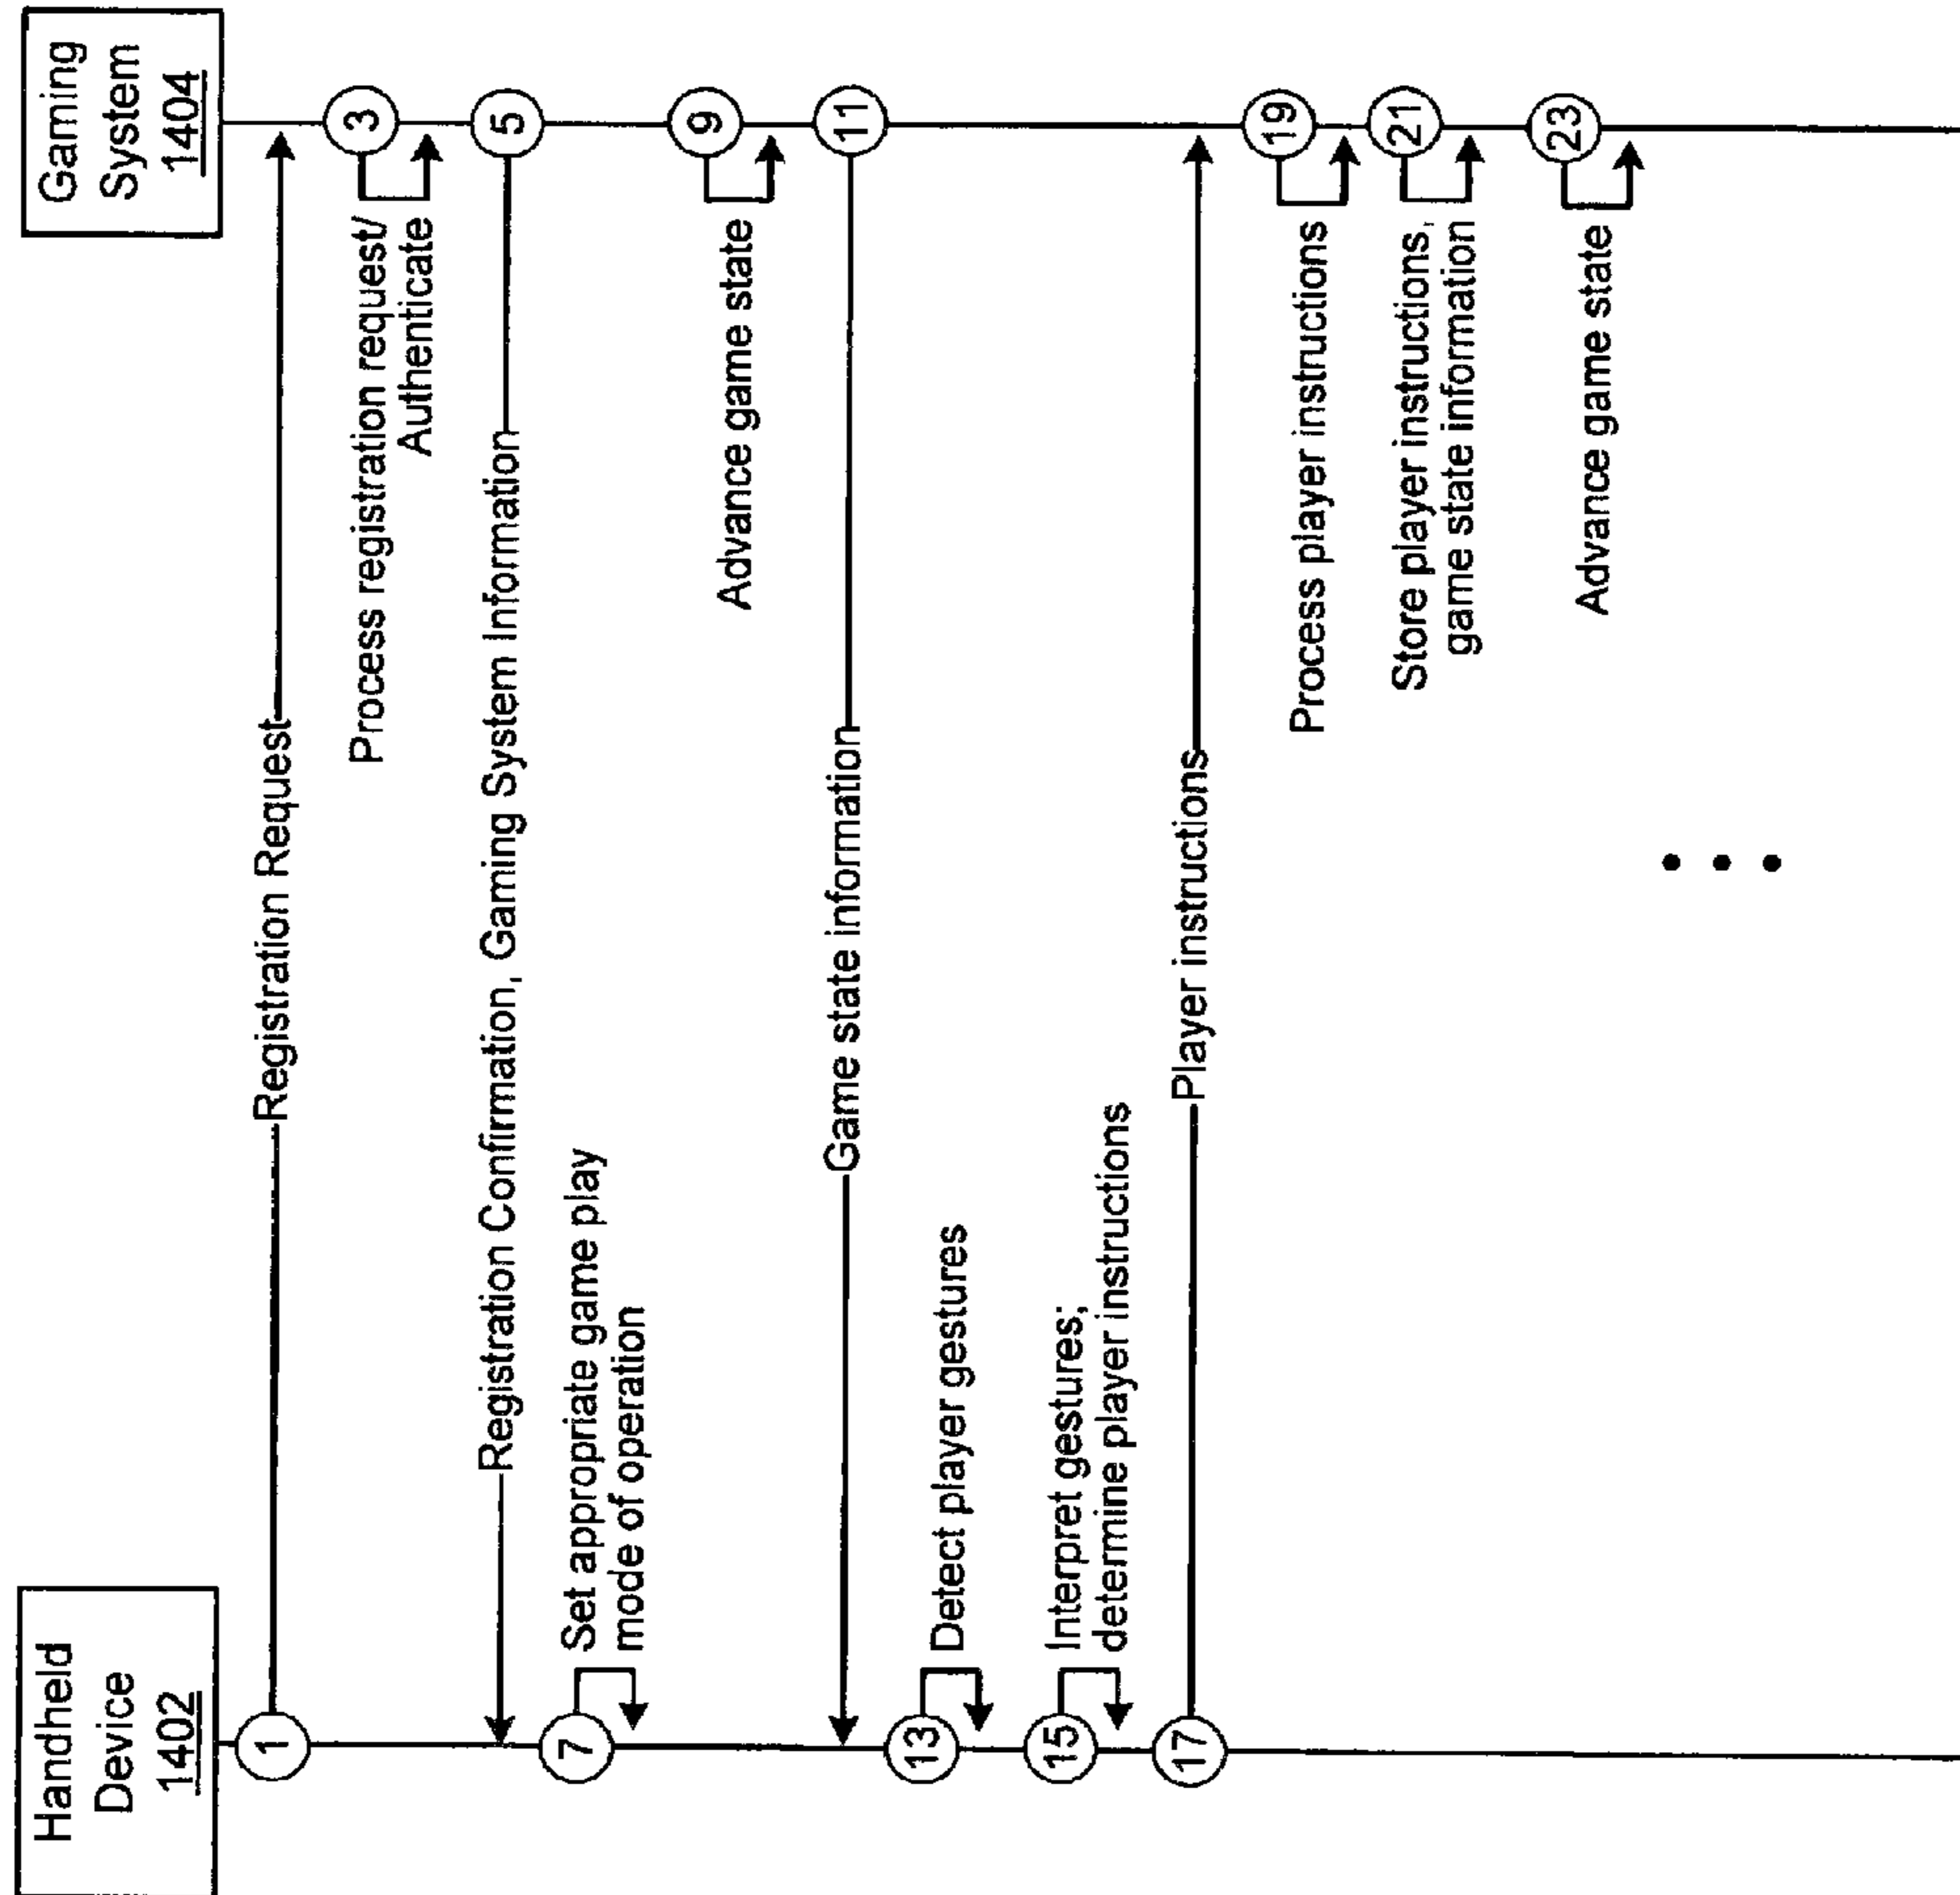 Handheld
Device
1402
Gaming
System
1404
1
Registration Request
3
Process registration request/
Authenticate
5
Registration Confirmation, Gaming System Information
7
Set appropriate game play
mode of operation
9
Advance game state
11
Game state information
13
Detect player gestures
15
Interpret gestures;
determine player instructions
17
Player instructions
19
Process player instructions
21
Store player instructions,
game state information
23
Advance game state